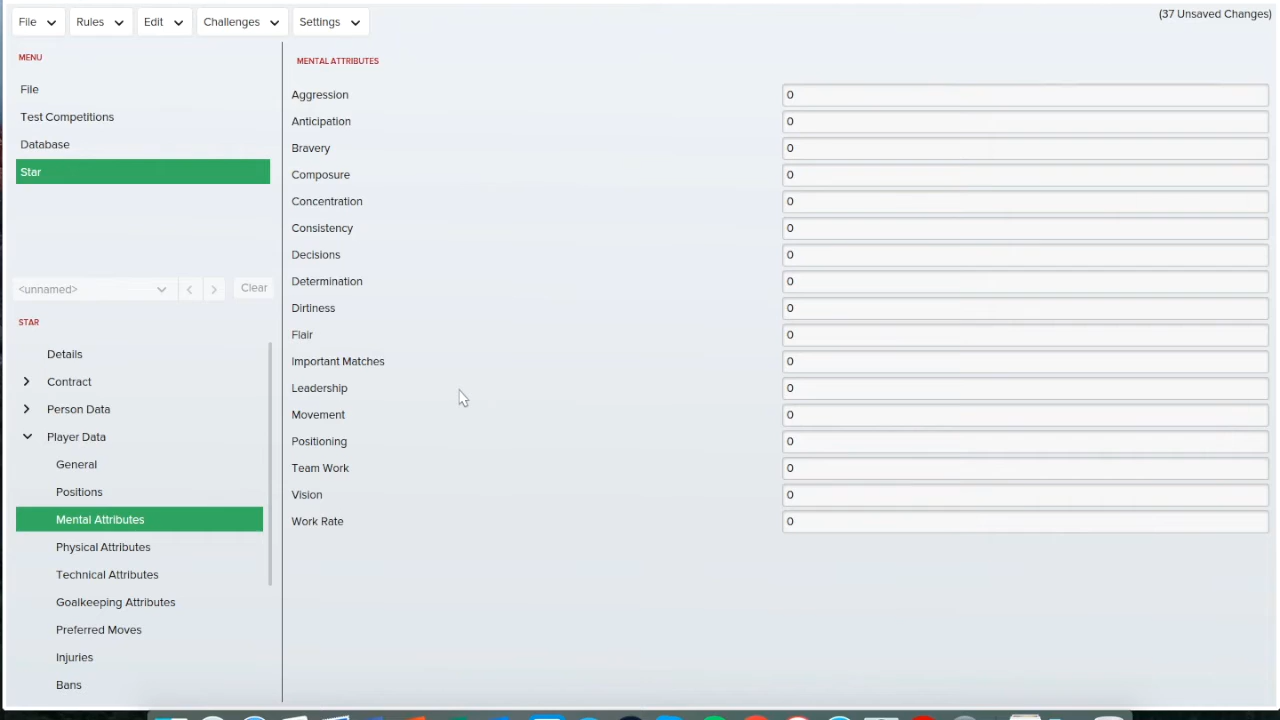 File
Rules
Edit
Challenges
Settings
(37 Unsaved Changes)
MENU
File
Test Competitions
Database
Star
<unnamed>
Clear
STAR
Details
Contract
Person Data
Player Data
General
Positions
Mental Attributes
Physical Attributes
Technical Attributes
Goalkeeping Attributes
Preferred Moves
Injuries
Bans
MENTAL ATTRIBUTES
Aggression 0
Anticipation 0
Bravery 0
Composure 0
Concentration 0
Consistency 0
Decisions 0
Determination 0
Dirtiness 0
Flair 0
Important Matches 0
Leadership 0
Movement 0
Positioning 0
Team Work 0
Vision 0
Work Rate 0